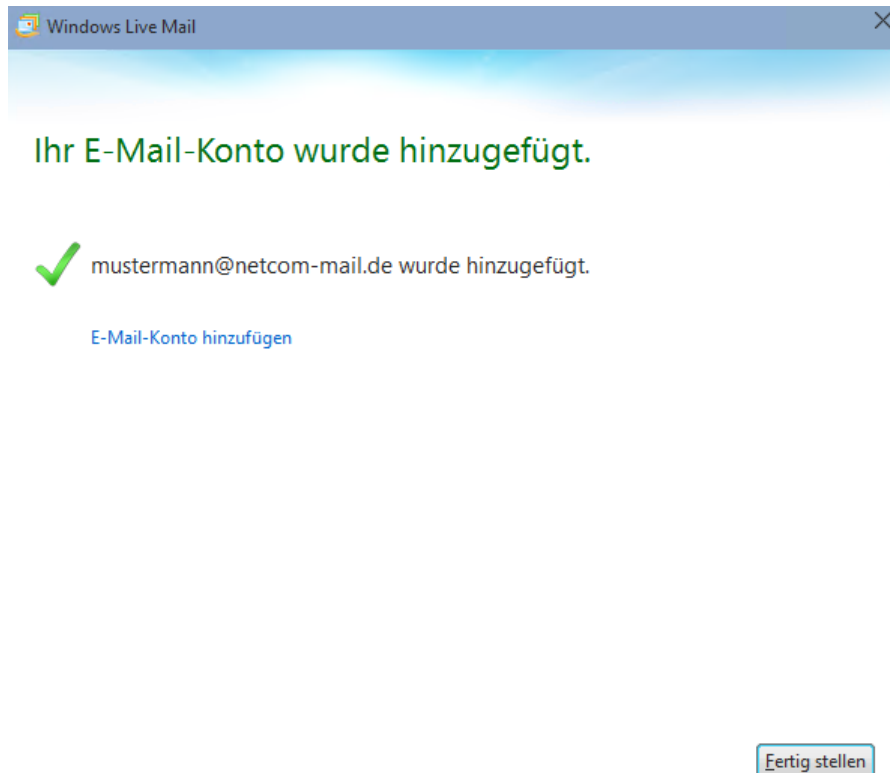 Windows Live Mail
Ihr E-Mail-Konto wurde hinzugefügt.
mustermann@netcom-mail.de wurde hinzugefügt.
E-Mail-Konto hinzufügen
Fertig stellen